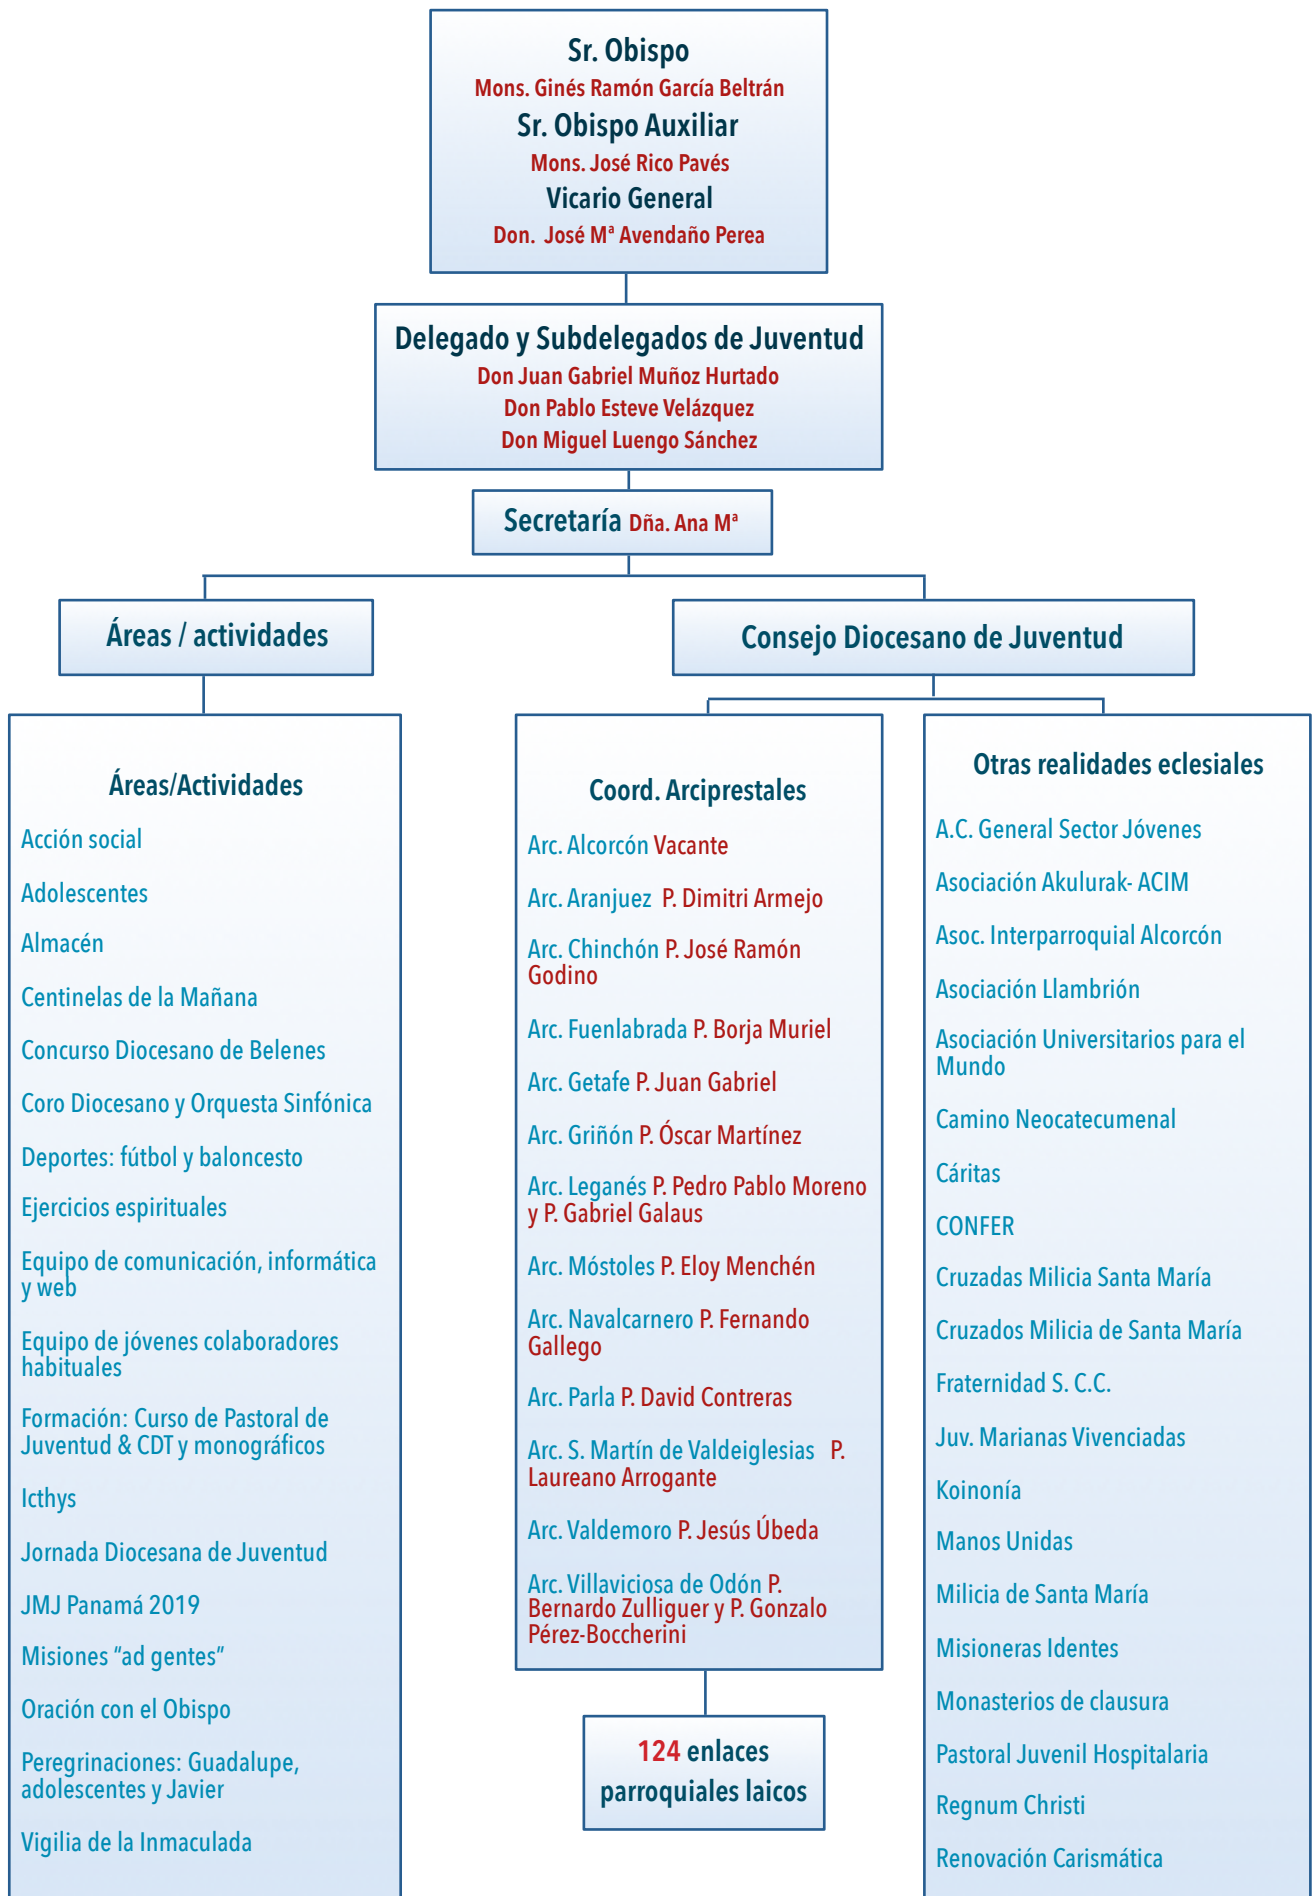 Sr. Obispo
Mons. Ginés Ramón García Beltrán
Sr. Obispo Auxiliar
Mons. José Rico Pavés
Vicario General
Don. José Mª Avendaño Perea
Delegado y Subdelegados de Juventud
Don Juan Gabriel Muñoz Hurtado
Don Pablo Esteve Velázquez
Don Miguel Luengo Sánchez
Secretaría Dña. Ana Mª
Áreas / actividades
Consejo Diocesano de Juventud
Áreas/Actividades
Acción social
Adolescentes
Almacén
Centinelas de la Mañana
Concurso Diocesano de Belenes
Coro Diocesano y Orquesta Sinfónica
Deportes: fútbol y baloncesto
Ejercicios espirituales
Equipo de comunicación, informática
y web
Equipo de jóvenes colaboradores
habituales
Formación: Curso de Pastoral de
Juventud & CDT y monográficos
Icthys
Jornada Diocesana de Juventud
JMJ Panamá 2019
Misiones “ad gentes”
Oración con el Obispo
Peregrinaciones: Guadalupe,
adolescentes y Javier
Vigilia de la Inmaculada
Coord. Arciprestales
Arc. Alcorcón Vacante
Arc. Aranjuez P. Dimitri Armejo
Arc. Chinchón P. José Ramón
Godino
Arc. Fuenlabrada P. Borja Muriel
Arc. Getafe P. Juan Gabriel
Arc. Griñón P. Óscar Martínez
Arc. Leganés P. Pedro Pablo Moreno
y P. Gabriel Galaus
Arc. Móstoles P. Eloy Menchén
Arc. Navalcarnero P. Fernando
Gallego
Arc. Parla P. David Contreras
Arc. S. Martín de Valdeiglesias P.
Laureano Arrogante
Arc. Valdemoro P. Jesús Úbeda
Arc. Villaviciosa de Odón P.
Bernardo Zulliguer y P. Gonzalo
Pérez-Boccherini
124 enlaces
parroquiales laicos
Otras realidades eclesiales
A.C. General Sector Jóvenes
Asociación Akulurak- ACIM
Asoc. Interparroquial Alcorcón
Asociación Llambrión
Asociación Universitarios para el
Mundo
Camino Neocatecumenal
Cáritas
CONFER
Cruzadas Milicia Santa María
Cruzados Milicia de Santa María
Fraternidad S. C.C.
Juv. Marianas Vivenciadas
Koinonía
Manos Unidas
Milicia de Santa María
Misioneras Identes
Monasterios de clausura
Pastoral Juvenil Hospitalaria
Regnum Christi
Renovación Carismática